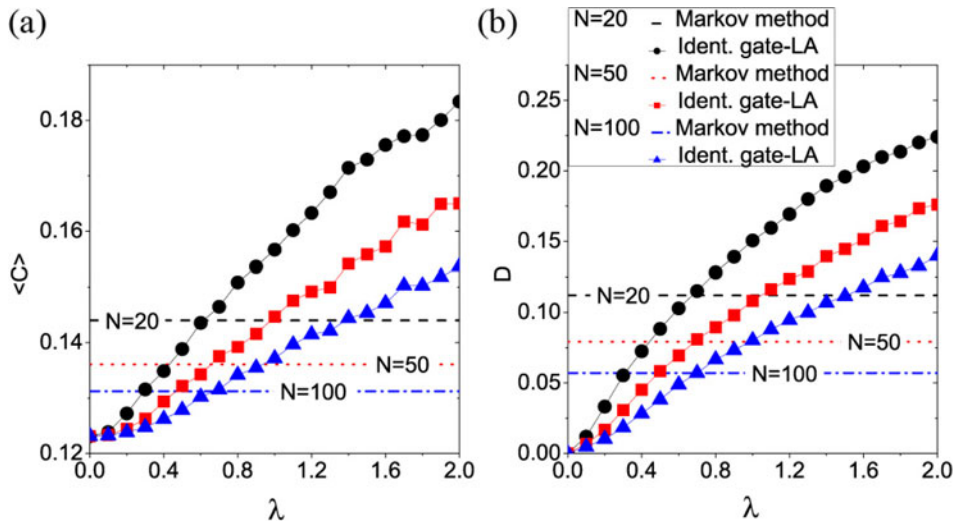 (a)
<C>
0.18
0.16
0.14
0.12
N=20
N=50
N=100
0.0 0.4 0.8 1.2 1.6 2.0
λ
(b)
N=20 Markov method
Ident. gate-LA
N=50 Markov method
Ident. gate-LA
N=100 Markov method
Ident. gate-LA
D
0.25
0.20
0.15
0.10
0.05
0.00
N=20
N=50
N=100
0.0 0.4 0.8 1.2 1.6 2.0
λ